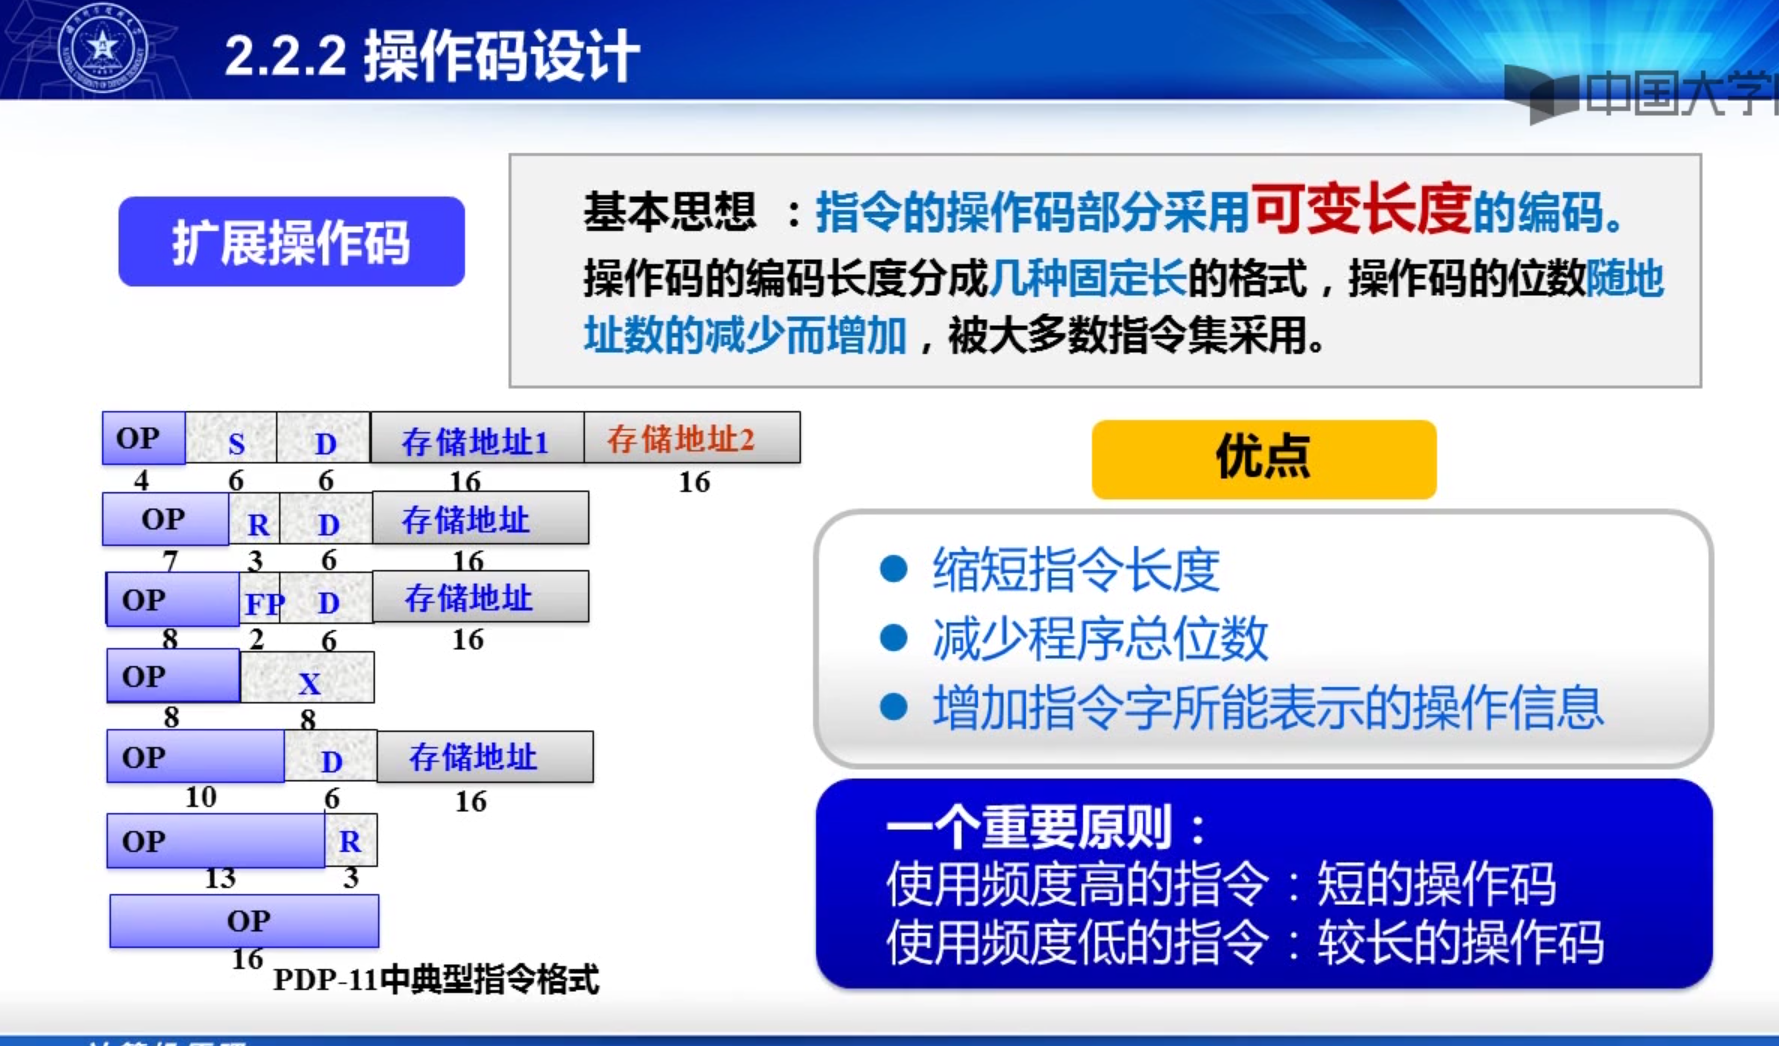 2.2.2 操作码设计
中国大学
扩展操作码
基本思想 ：指令的操作码部分采用可变长度的编码。
操作码的编码长度分成几种固定长的格式，操作码的位数随地
址数的减少而增加，被大多数指令集采用。
OP S D 存储地址1 存储地址2
4 6 6 16 16
OP R D 存储地址
7 3 6 16
OP FP D 存储地址
8 2 6 16
OP X
8 8
OP D 存储地址
10 6 16
OP R
13 3
OP
16
PDP-11中典型指令格式
优点
缩短指令长度
减少程序总位数
增加指令字所能表示的操作信息
一个重要原则：
使用频度高的指令：短的操作码
使用频度低的指令：较长的操作码